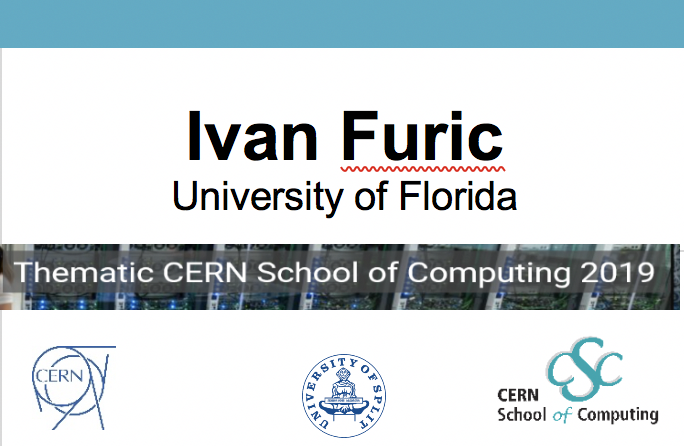 Ivan Furic
University of Florida
Thematic CERN School of Computing 2019
CERN
UNIVERSITY OF SPLIT
CSC
CERN
School of Computing